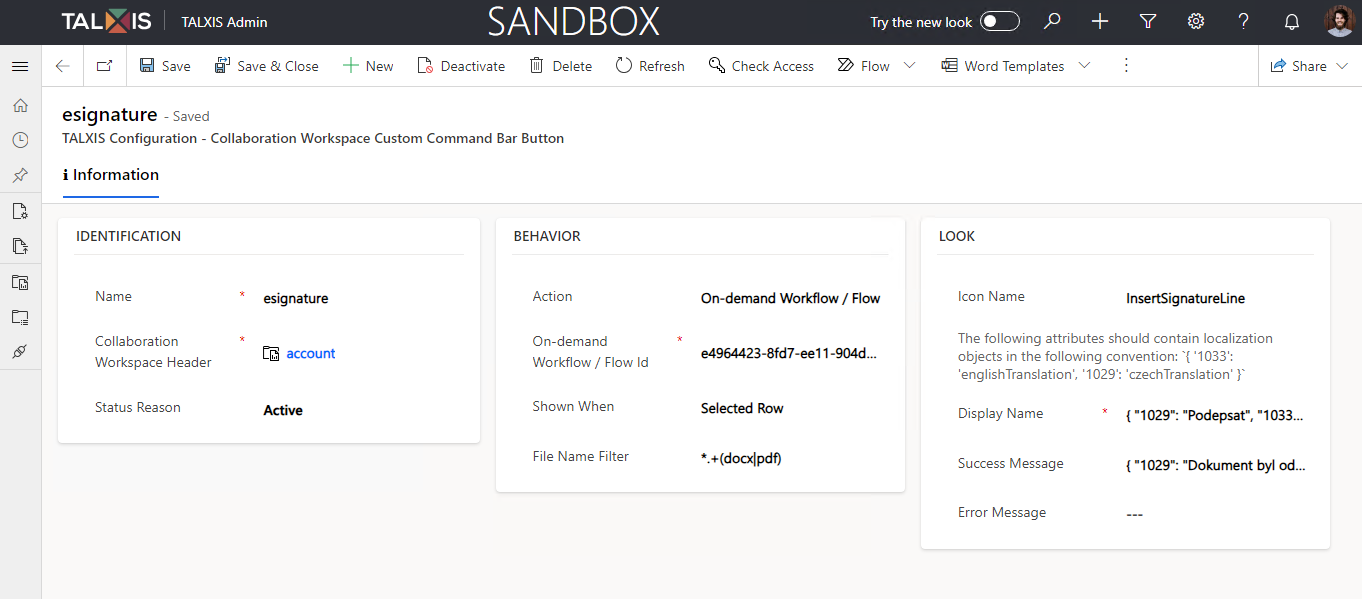 TALXIS TALXIS Admin SANDBOX Try the new look
Save Save & Close New Deactivate Delete Refresh Check Access Flow Word Templates Share
esignature - Saved
TALXIS Configuration - Collaboration Workspace Custom Command Bar Button
Information
IDENTIFICATION
Name * esignature
Collaboration
Workspace Header * account
Status Reason Active
BEHAVIOR
Action On-demand Workflow / Flow
On-demand
Workflow / Flow Id * e4964423-8fd7-ee11-904d...
Shown When Selected Row
File Name Filter *.+(docx|pdf)
LOOK
Icon Name InsertSignatureLine
The following attributes should contain localization
objects in the following convention: `{ '1033':
'englishTranslation', '1029': 'czechTranslation' }`
Display Name * { "1029": "Podepsat", "1033...
Success Message { "1029": "Dokument byl od...
Error Message ---